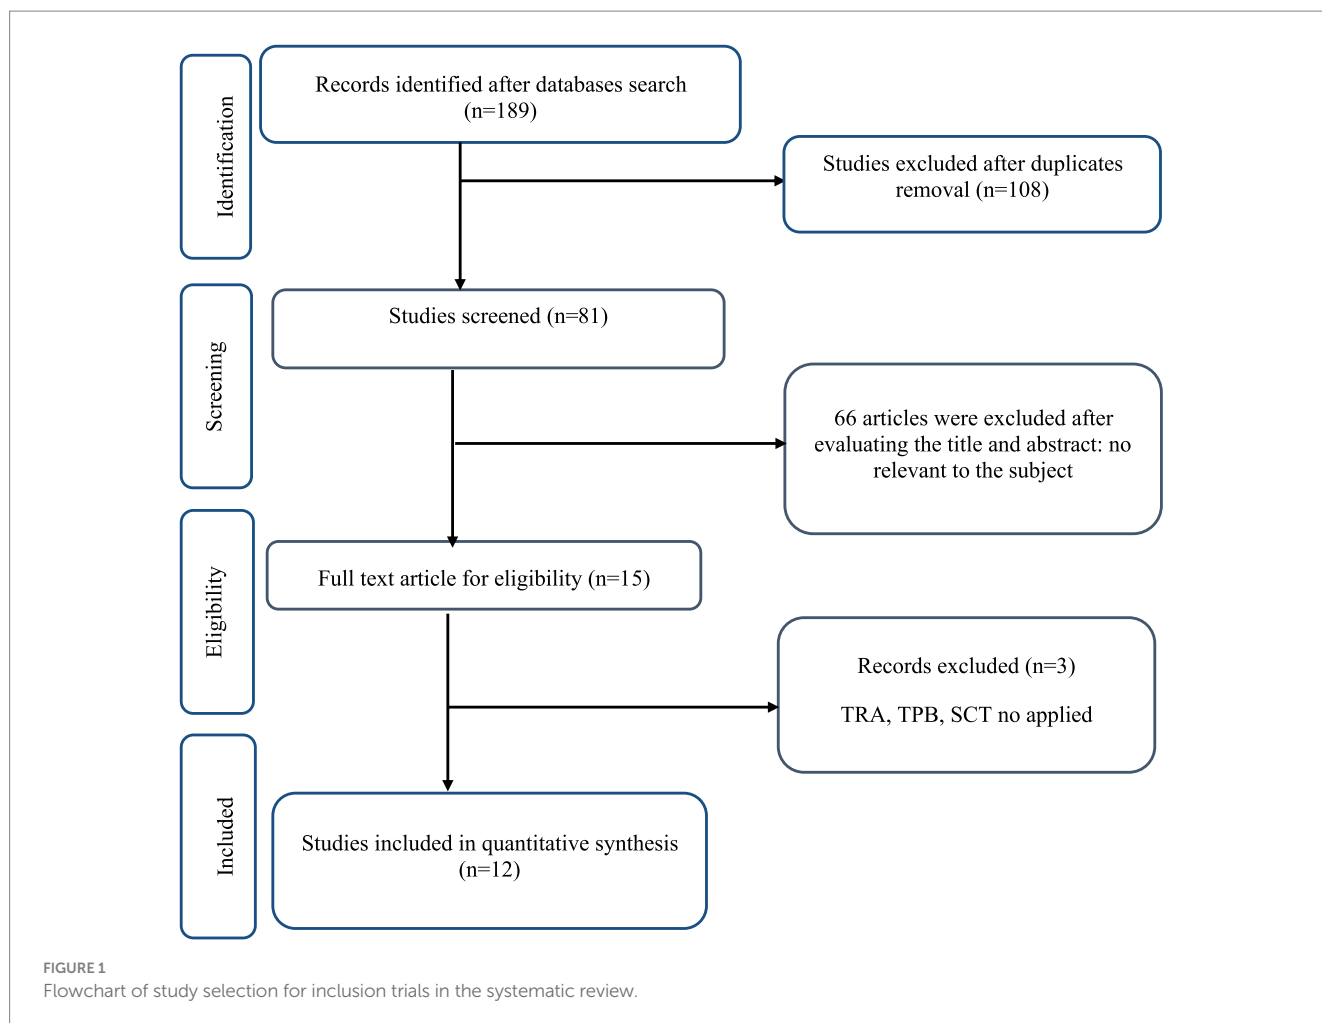 Identification
Records identified after databases search
(n=189)
Studies excluded after duplicates
removal (n=108)
Screening
Studies screened (n=81)
66 articles were excluded after
evaluating the title and abstract: no
relevant to the subject
Eligibility
Full text article for eligibility (n=15)
Records excluded (n=3)
TRA, TPB, SCT no applied
Included
Studies included in quantitative synthesis
(n=12)
FIGURE 1
Flowchart of study selection for inclusion trials in the systematic review.